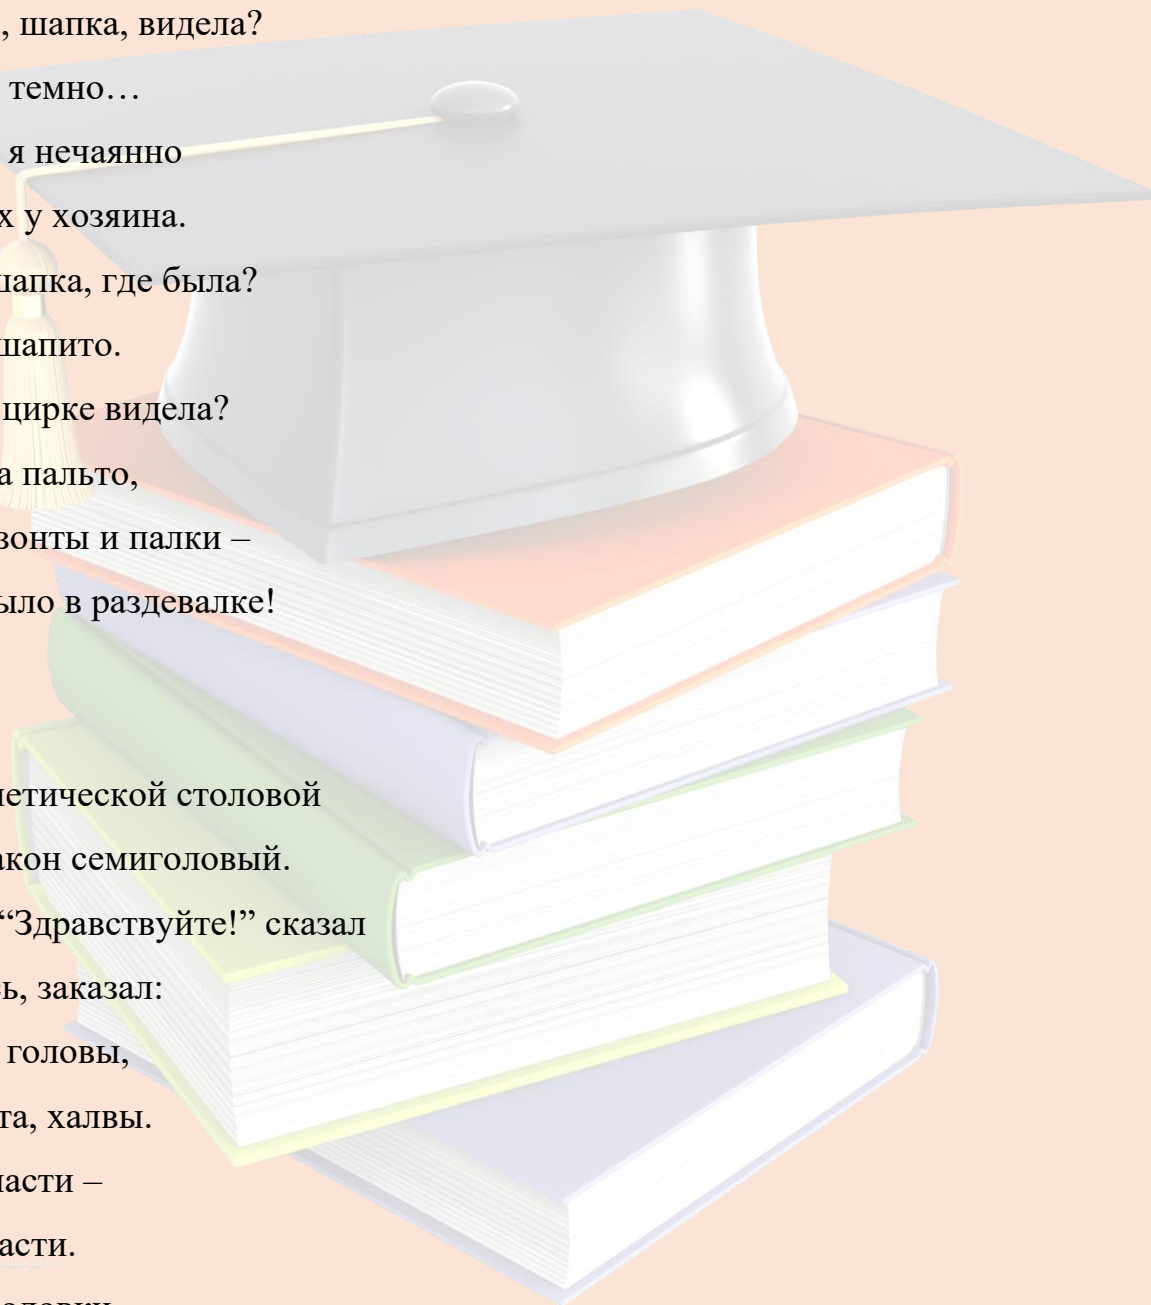 , шапка, видела?
темно…
я нечаянно
х у хозяина.
шапка, где была?
шапито.
цирке видела?
а пальто,
зонты и палки –
ыло в раздевалке!
етической столовой
акон семиголовый.
“Здравствуйте!” сказал
ь, заказал:
головы,
та, халвы.
асти –
асти.